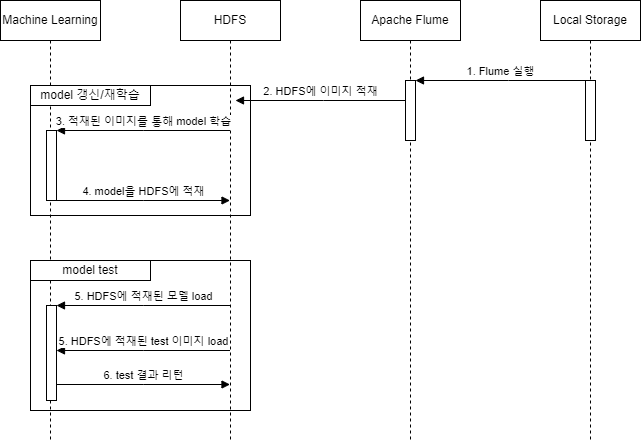 Machine Learning
HDFS
Apache Flume
Local Storage
1. Flume 실행
2. HDFS에 이미지 적재
model 갱신/재학습
3. 적재된 이미지를 통해 model 학습
4. model을 HDFS에 적재
model test
5. HDFS에 적재된 모델 load
5. HDFS에 적재된 test 이미지 load
6. test 결과 리턴